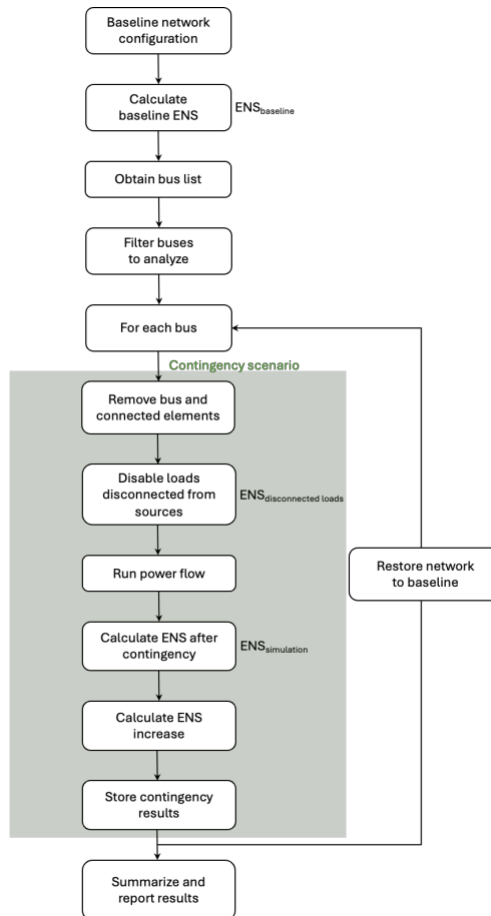 Baseline network
configuration
Calculate
baseline ENS
ENSbaseline
Obtain bus list
Filter buses
to analyze
For each bus
Contingency scenario
Remove bus and
connected elements
Disable loads
disconnected from
sources
ENSdisconnected loads
Run power flow
Restore network
to baseline
Calculate ENS after
contingency
ENSsimulation
Calculate ENS
increase
Store contingency
results
Summarize and
report results